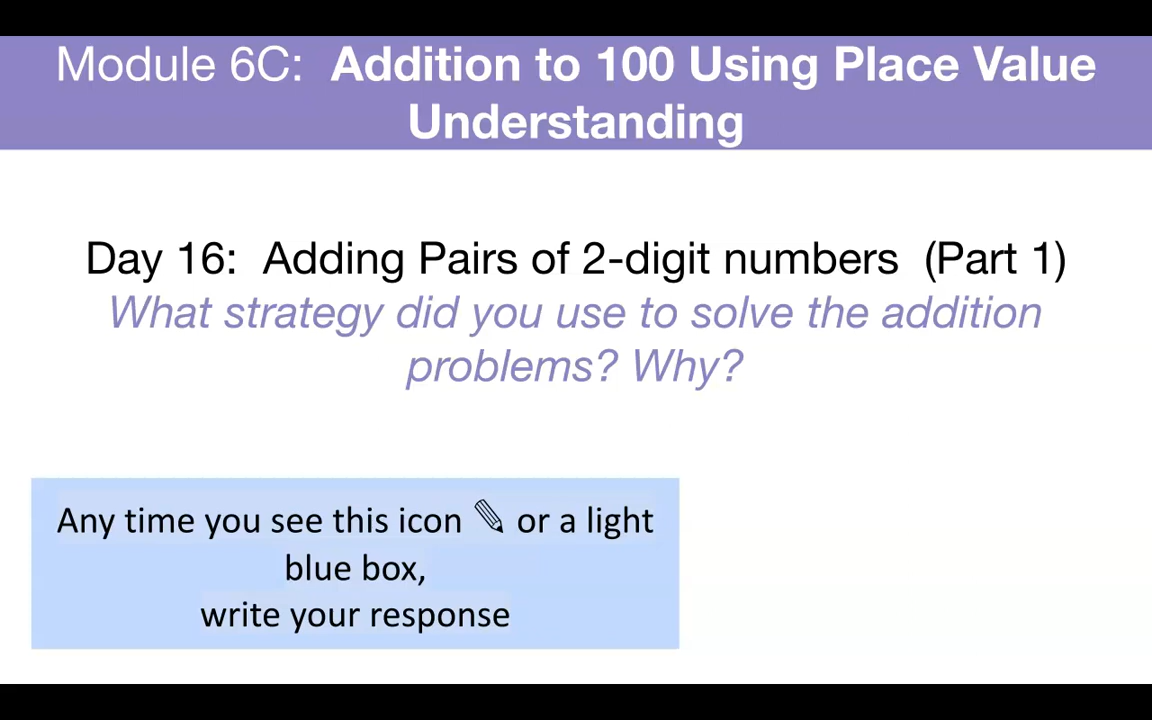 Module 6C: Addition to 100 Using Place Value
Understanding
Day 16: Adding Pairs of 2-digit numbers (Part 1)
What strategy did you use to solve the addition
problems? Why?
Any time you see this icon ✎ or a light
blue box,
write your response